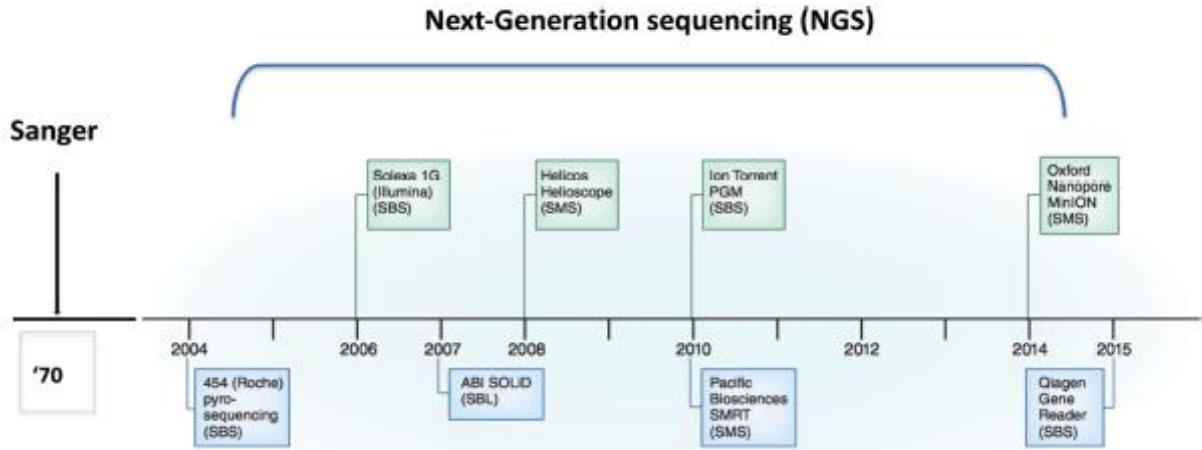 Next-Generation sequencing (NGS)
Sanger
Solexa 1G
(Illumina)
(SBS)
Helicos
Helioscope
(SMS)
Ion Torrent
PGM
(SBS)
Oxford
Nanopore
MinION
(SMS)
'70
2004
2006
2007
2008
2010
2012
2014
2015
454 (Roche)
pyro-
sequencing
(SBS)
ABI SOLiD
(SBL)
Pacific
Biosciences
SMRT
(SMS)
Qiagen
Gene
Reader
(SBS)